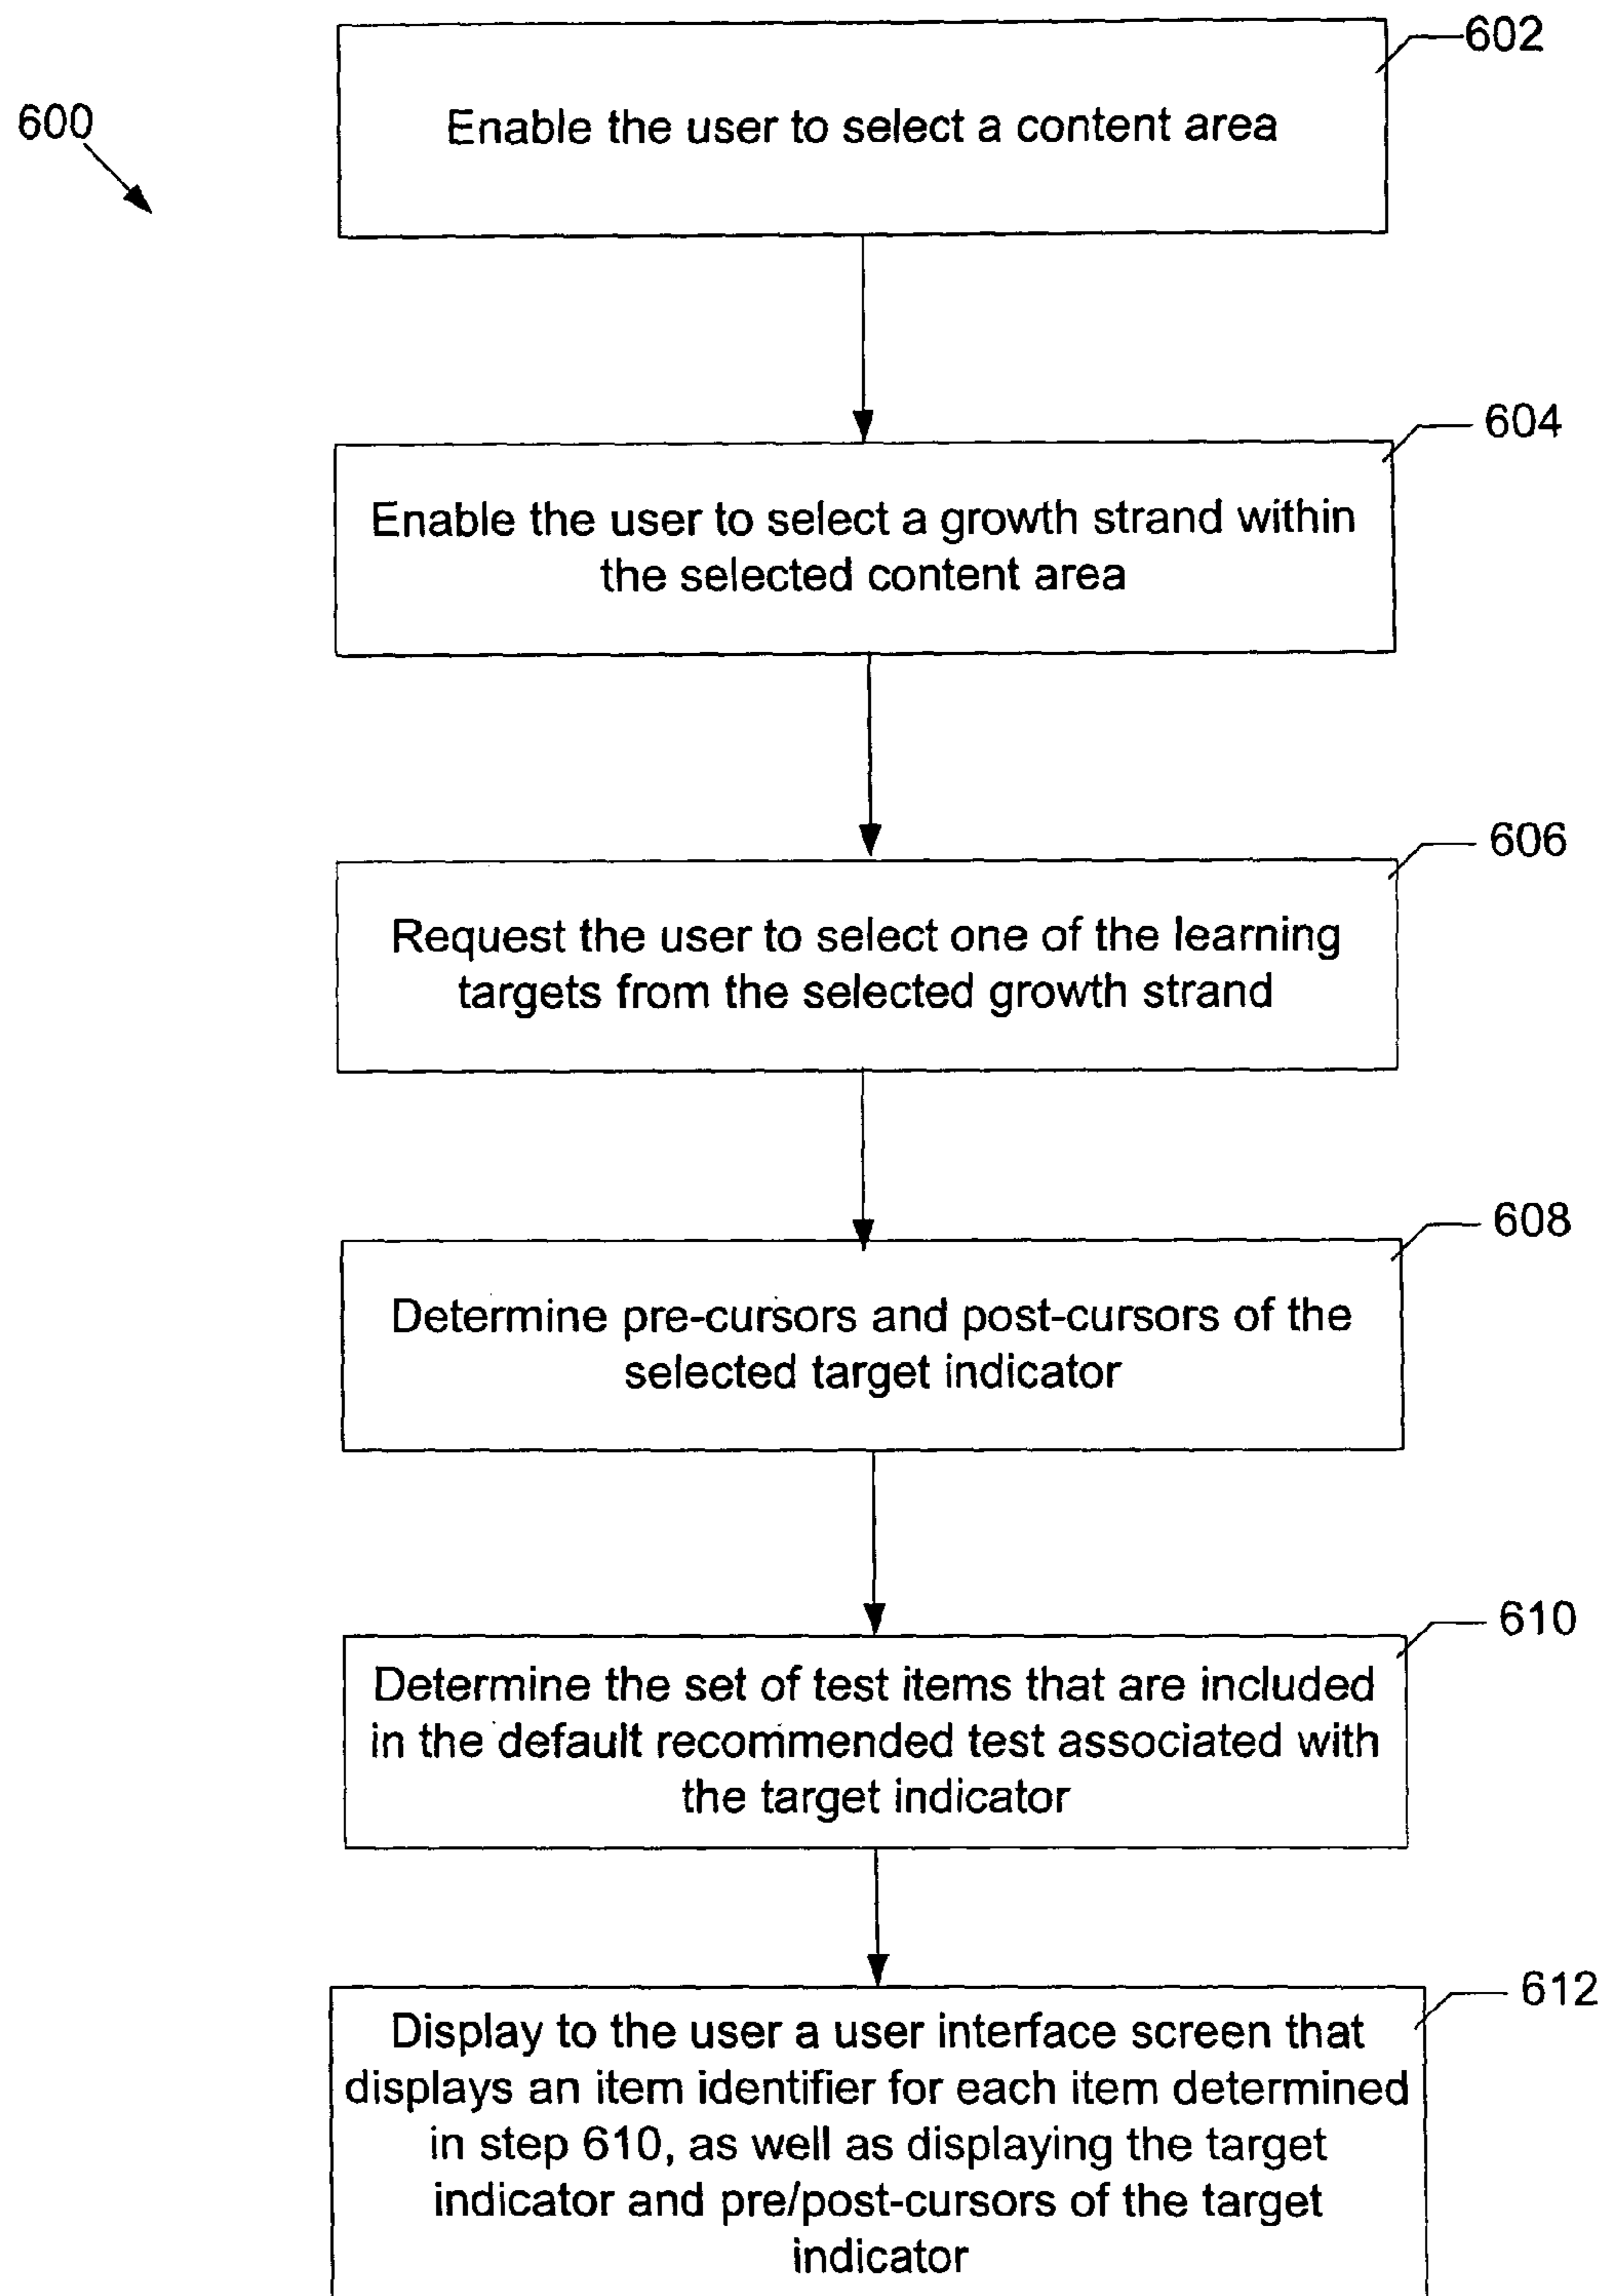 602
600
Enable the user to select a content area
604
Enable the user to select a growth strand within
the selected content area
606
Request the user to select one of the learning
targets from the selected growth strand
608
Determine pre-cursors and post-cursors of the
selected target indicator
610
Determine the set of test items that are included
in the default recommended test associated with
the target indicator
612
Display to the user a user interface screen that
displays an item identifier for each item determined
in step 610, as well as displaying the target
indicator and pre/post-cursors of the target
indicator